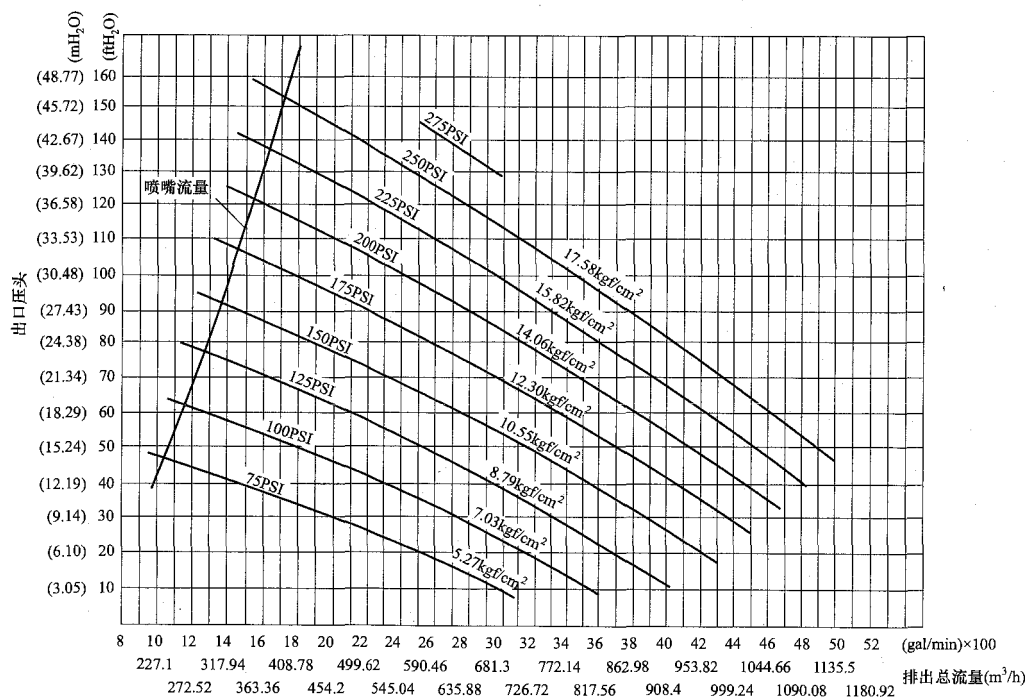 (mH₂O)
(ftH₂O)
(48.77) 160
(45.72) 150
(42.67) 140
(39.62) 130
(36.58) 120
(33.53) 110
(30.48) 100
(27.43) 90
(24.38) 80
(21.34) 70
(18.29) 60
(15.24) 50
(12.19) 40
(9.14) 30
(6.10) 20
(3.05) 10
出口压头
喷嘴流量
275PSI
250PSI
225PSI
200PSI
175PSI
150PSI
125PSI
100PSI
75PSI
17.58kgf/cm²
15.82kgf/cm²
14.06kgf/cm²
12.30kgf/cm²
10.55kgf/cm²
8.79kgf/cm²
7.03kgf/cm²
5.27kgf/cm²
8 10 12 14 16 18 20 22 24 26 28 30 32 34 36 38 40 42 44 46 48 50 52 (gal/min)×100
227.1 317.94 408.78 499.62 590.46 681.3 772.14 862.98 953.82 1044.66 1135.5
排出总流量(m³/h)
272.52 363.36 454.2 545.04 635.88 726.72 817.56 908.4 999.24 1090.08 1180.92